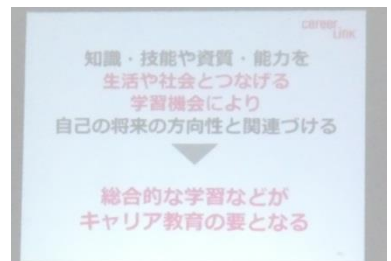 career Link
知識・技能や資質・能力を
生活や社会とつなげる
学習機会により
自己の将来の方向性と関連づける
総合的な学習などが
キャリア教育の要となる